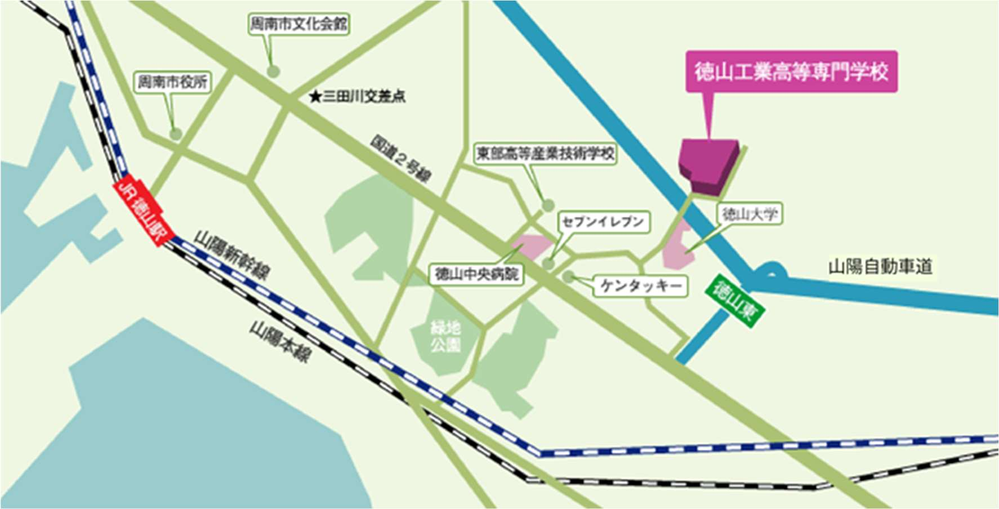 周南市文化会館
徳山工業高等専門学校
周南市役所
★三田川交差点
国道2号線
東部高等産業技術学校
セブンイレブン
徳山大学
JR徳山駅
山陽新幹線
徳山中央病院
ケンタッキー
山陽自動車道
徳山東
山陽本線
緑地
公園